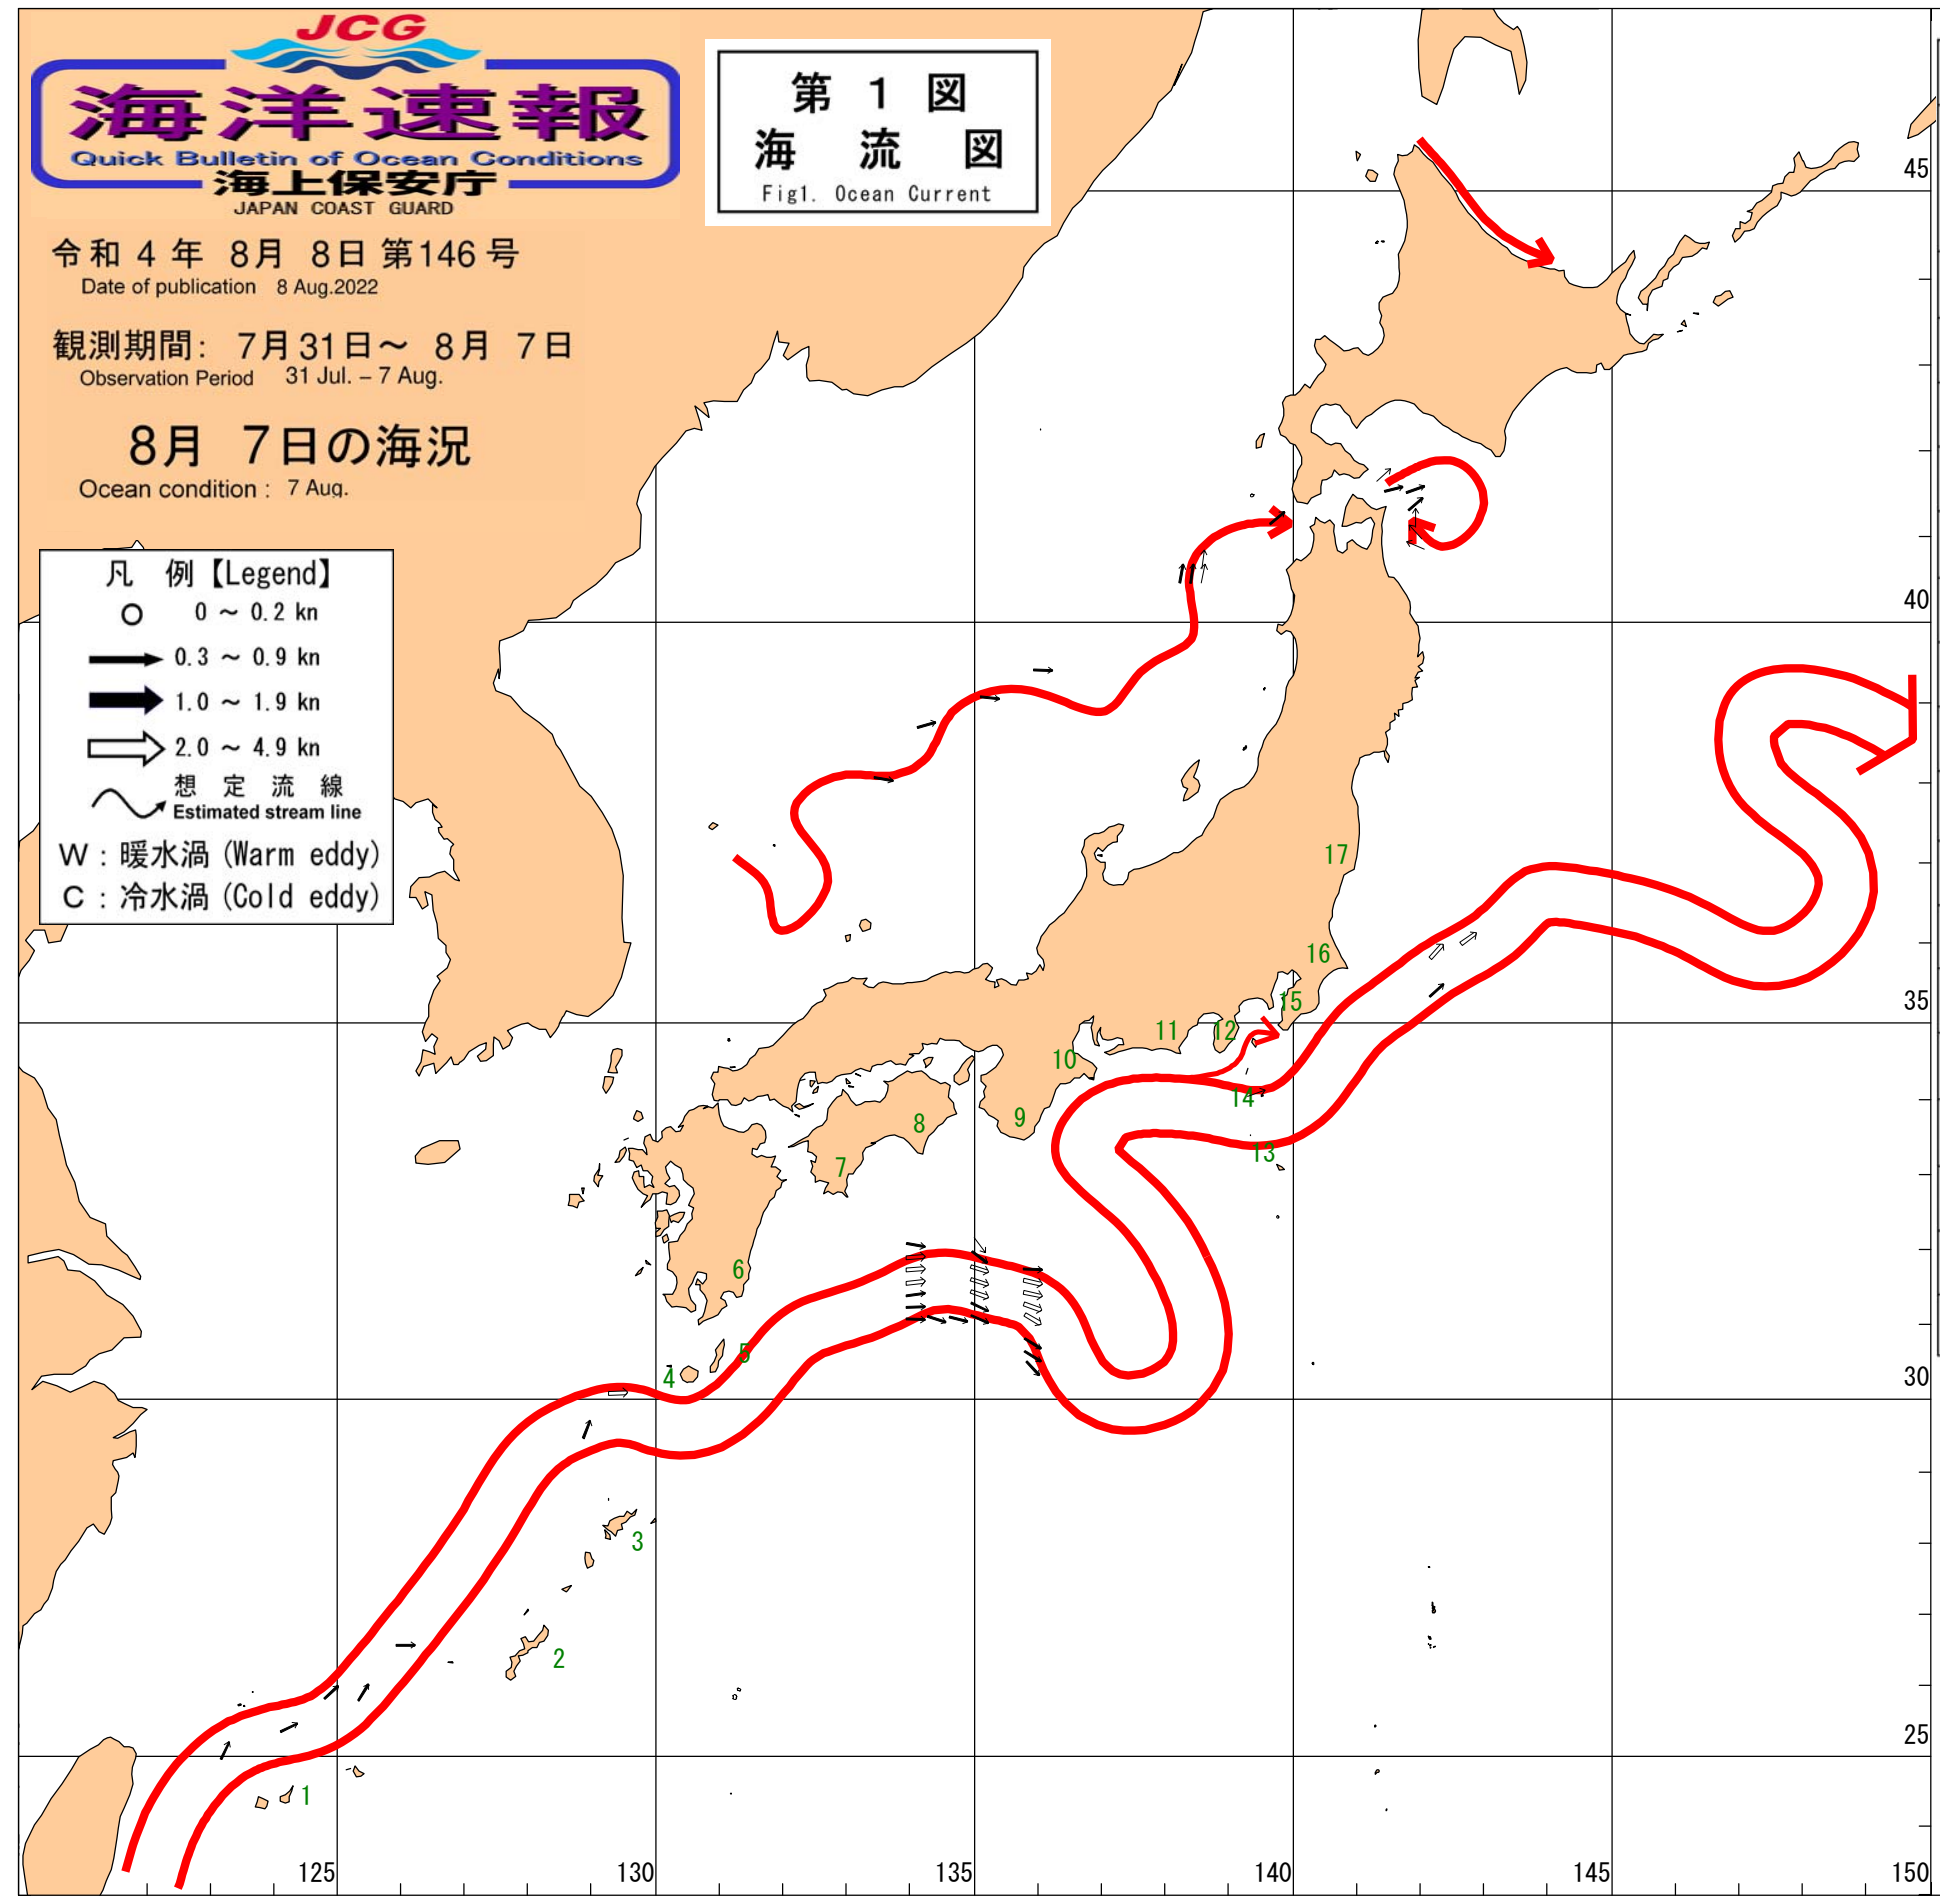 JCG
海洋速報
Quick Bulletin of Ocean Conditions
海上保安庁
JAPAN COAST GUARD
第 1 図
海 流 図
Fig1. Ocean Current
令和 4 年 8月 8日 第146 号
Date of publication 8 Aug.2022
観測期間: 7月 31日～ 8月 7日
Observation Period 31 Jul. – 7 Aug.
8月 7日の海況
Ocean condition : 7 Aug.
凡 例【Legend】
0 ～ 0.2 kn
0.3 ～ 0.9 kn
1.0 ～ 1.9 kn
2.0 ～ 4.9 kn
想 定 流 線
Estimated stream line
W : 暖水渦 (Warm eddy)
C : 冷水渦 (Cold eddy)
45
40
35
30
25
17
16
15
12
11
10
14
9
8
13
7
6
5
4
3
2
1
125
130
135
140
145
150